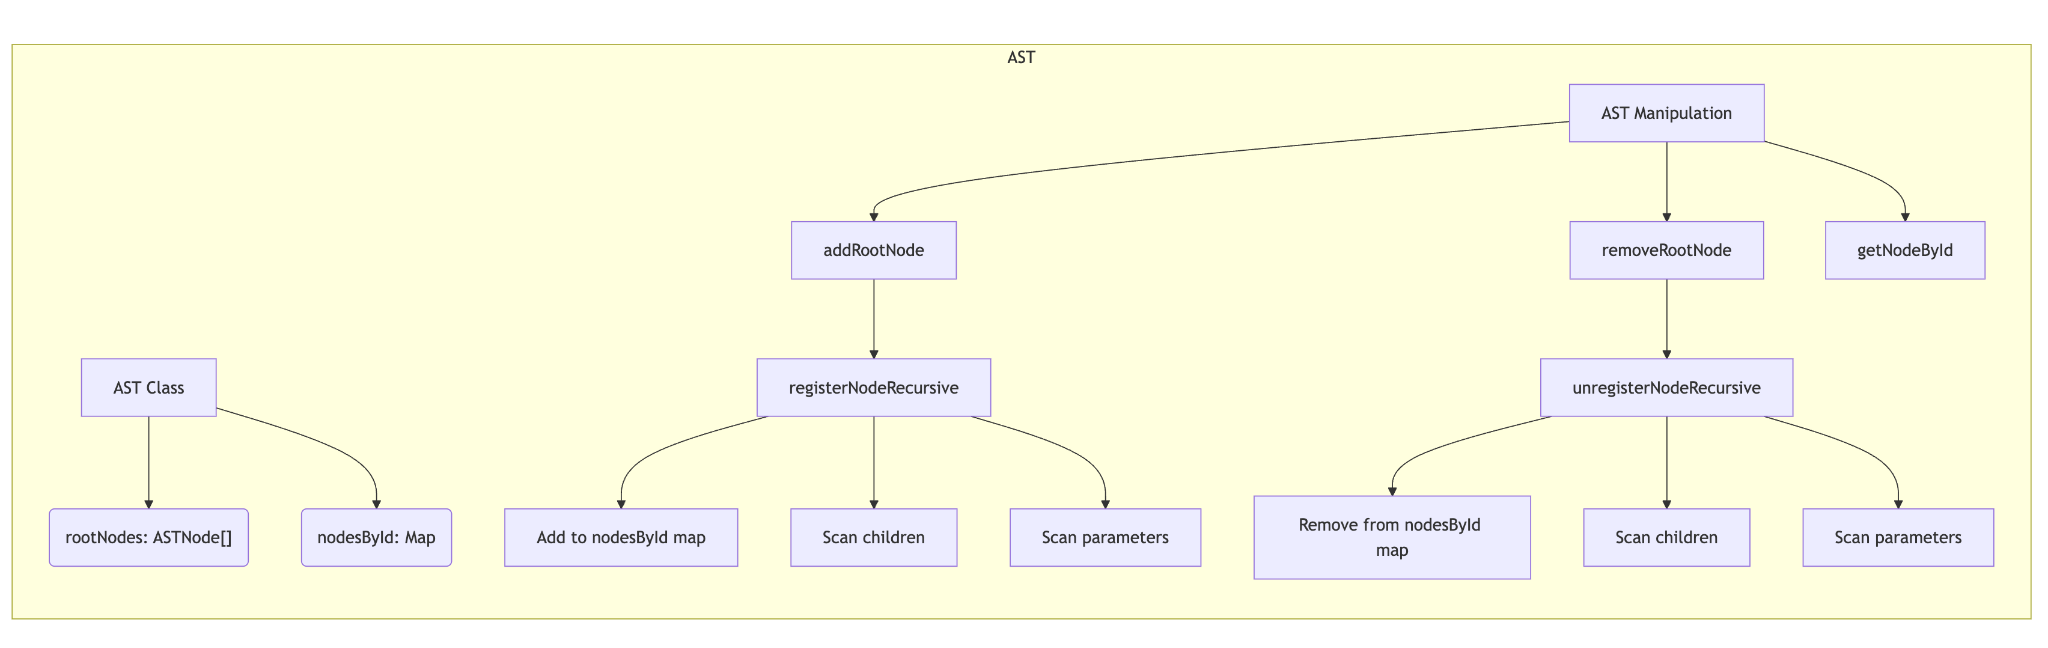 AST
AST Manipulation
addRootNode
removeRootNode
getNodeById
AST Class
registerNodeRecursive
unregisterNodeRecursive
rootNodes: ASTNode[]
nodesById: Map
Add to nodesById map
Scan children
Scan parameters
Remove from nodesById
map
Scan children
Scan parameters